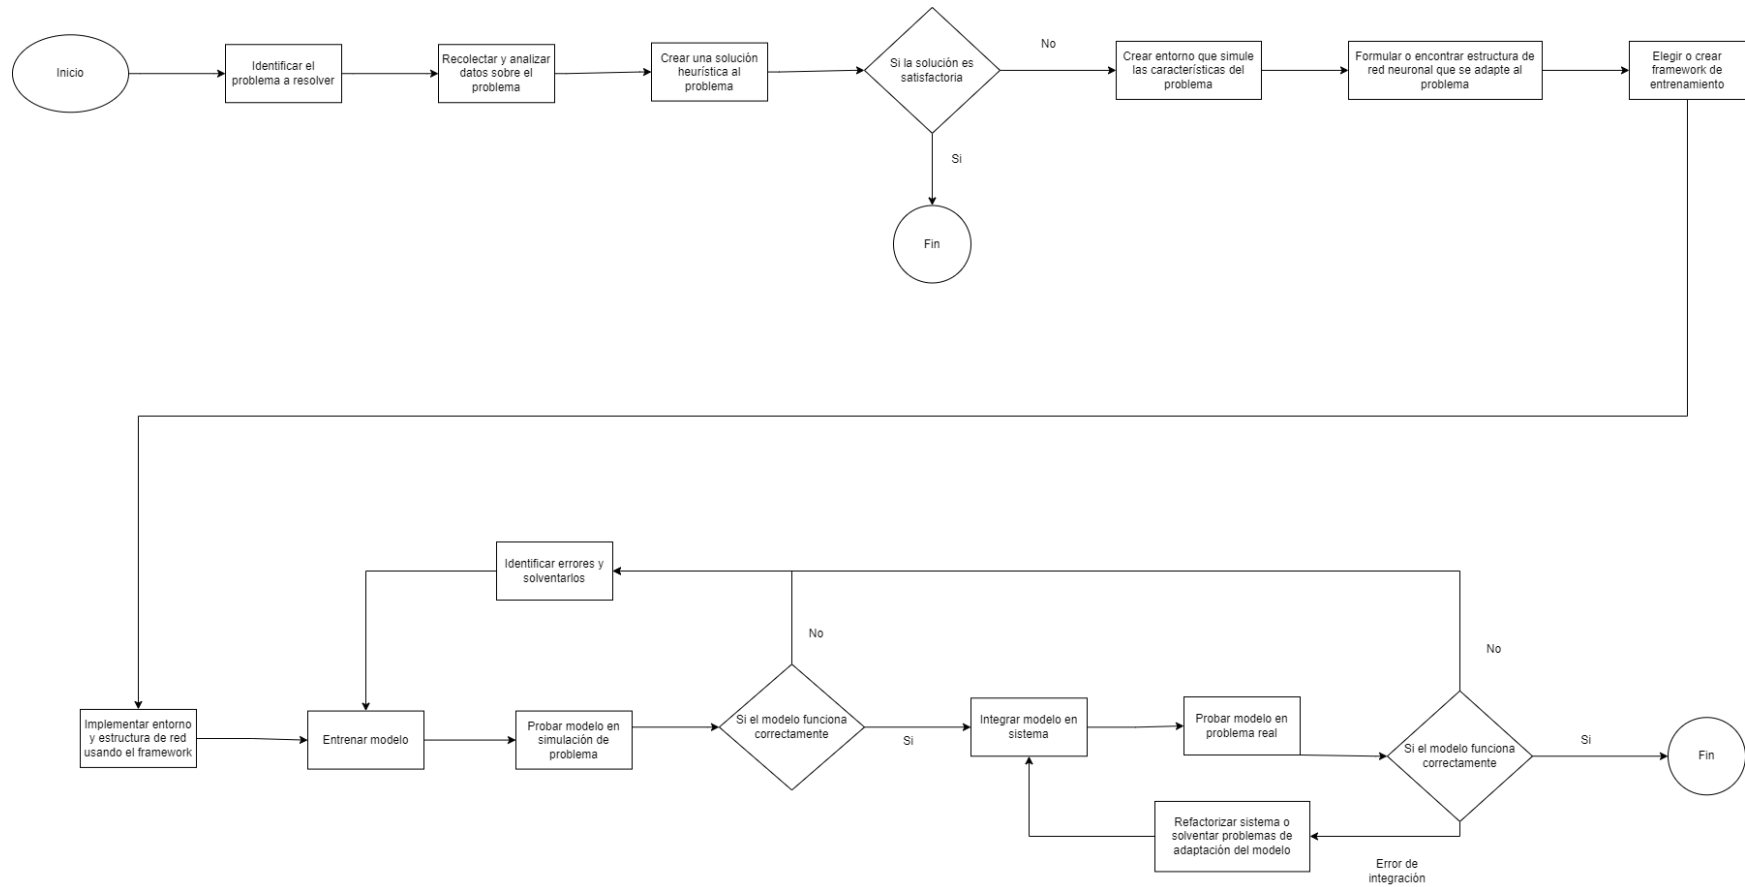 Inicio
Identificar el
problema a resolver
Recolectar y analizar
datos sobre el
problema
Crear una solución
heurística al
problema
Si la solución es
satisfactoria
No
Si
Fin
Crear entorno que simule
las características del
problema
Formular o encontrar estructura de
red neuronal que se adapte al
problema
Elegir o crear
framework de
entrenamiento
Implementar entorno
y estructura de red
usando el framework
Entrenar modelo
Identificar errores y
solventarlos
Probar modelo en
simulación de
problema
Si el modelo funciona
correctamente
No
Si
Integrar modelo en
sistema
Probar modelo en
problema real
Si el modelo funciona
correctamente
No
Si
Fin
Refactorizar sistema o
solventar problemas de
adaptación del modelo
Error de
integración